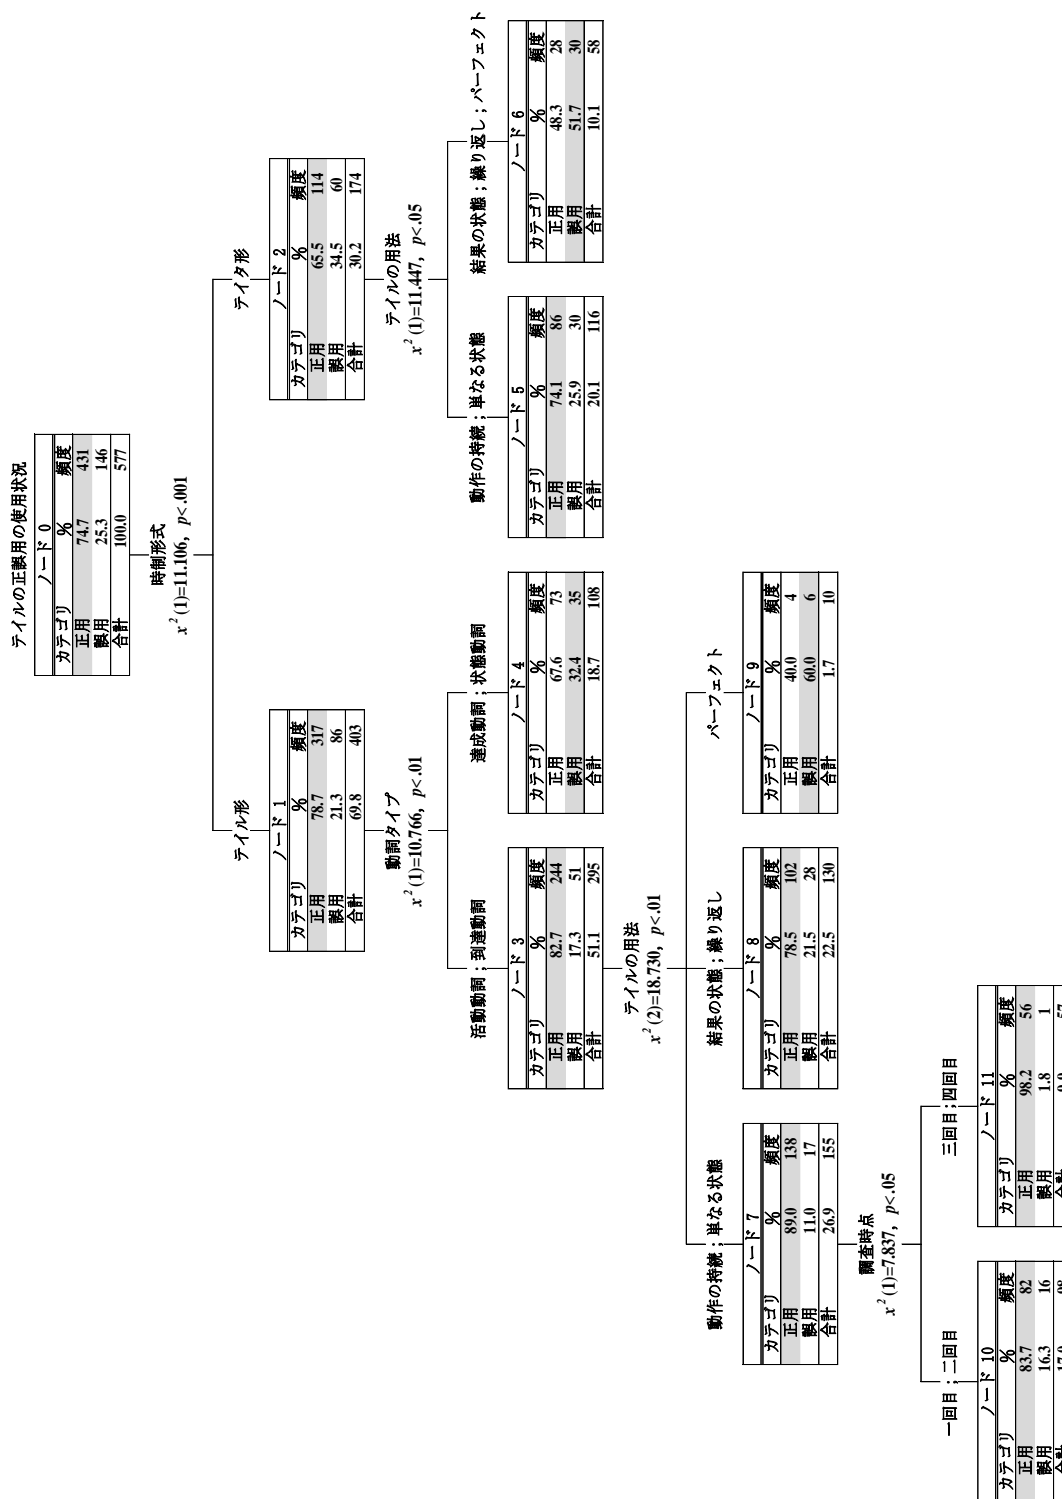 テイルの正誤用の使用状況
ノード 0
カテゴリ % 頻度
正用 74.7 431
誤用 25.3 146
合計 100.0 577
時制形式
x²(1)=11.106, p<.001
テイル形
ノード 1
カテゴリ % 頻度
正用 78.7 317
誤用 21.3 86
合計 69.8 403
動詞タイプ
x²(1)=10.766, p<.01
テイタ形
ノード 2
カテゴリ % 頻度
正用 65.5 114
誤用 34.5 60
合計 30.2 174
テイルの用法
x²(1)=11.447, p<.05
活動動詞；到達動詞
ノード 3
カテゴリ % 頻度
正用 82.7 244
誤用 17.3 51
合計 51.1 295
テイルの用法
x²(2)=18.730, p<.01
達成動詞；状態動詞
ノード 4
カテゴリ % 頻度
正用 67.6 73
誤用 32.4 35
合計 18.7 108
動作の持続；単なる状態
ノード 5
カテゴリ % 頻度
正用 74.1 86
誤用 25.9 30
合計 20.1 116
結果の状態；繰り返し；パーフェクト
ノード 6
カテゴリ % 頻度
正用 48.3 28
誤用 51.7 30
合計 10.1 58
動作の持続；単なる状態
ノード 7
カテゴリ % 頻度
正用 89.0 138
誤用 11.0 17
合計 26.9 155
調査時点
x²(1)=7.837, p<.05
結果の状態；繰り返し
ノード 8
カテゴリ % 頻度
正用 78.5 102
誤用 21.5 28
合計 22.5 130
パーフェクト
ノード 9
カテゴリ % 頻度
正用 40.0 4
誤用 60.0 6
合計 1.7 10
一回目；二回目
ノード 10
カテゴリ % 頻度
正用 83.7 82
誤用 16.3 16
合計
三回目;四回目
ノード 11
カテゴリ % 頻度
正用 98.2 56
誤用 1.8 1
合計